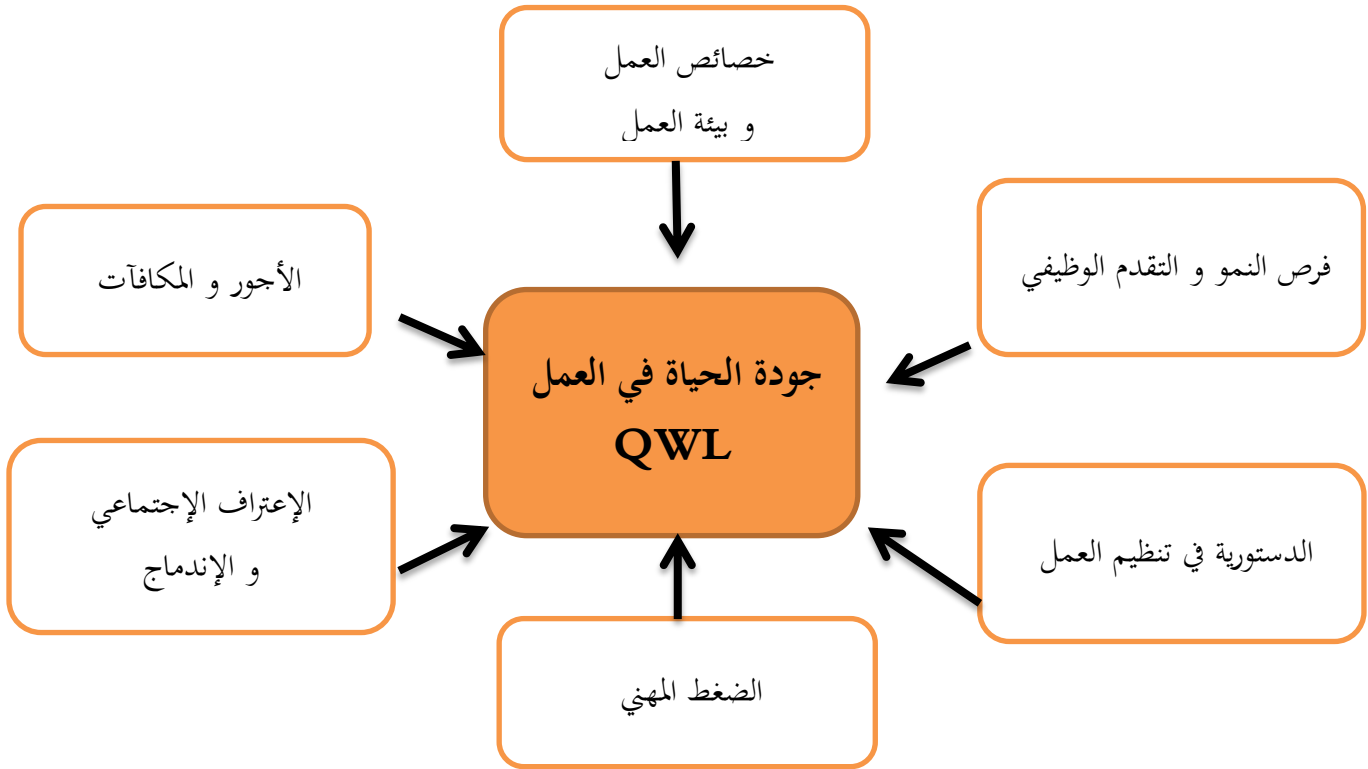 خصائص العمل
و بيئة العمل
فرص النمو و التقدم الوظيفي
الأجور و المكافآت
جودة الحياة في العمل
QWL
الدستورية في تنظيم العمل
الإعتراف الإجتماعي
و الإندماج
الضغط المهني